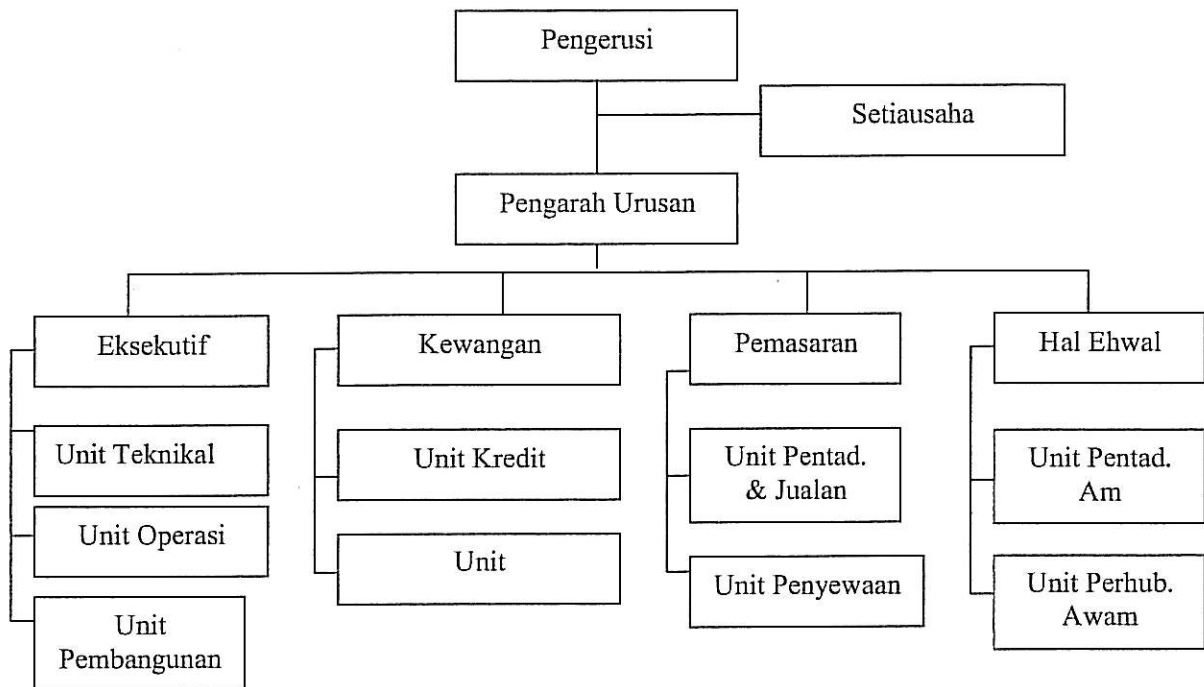 Pengerusi
Setiausaha
Pengarah Urusan
Eksekutif
Kewangan
Pemasaran
Hal Ehwal
Unit Teknikal
Unit Kredit
Unit Pentad.
& Jualan
Unit Pentad.
Am
Unit Operasi
Unit
Unit Penyewaan
Unit Perhub.
Awam
Unit
Pembangunan